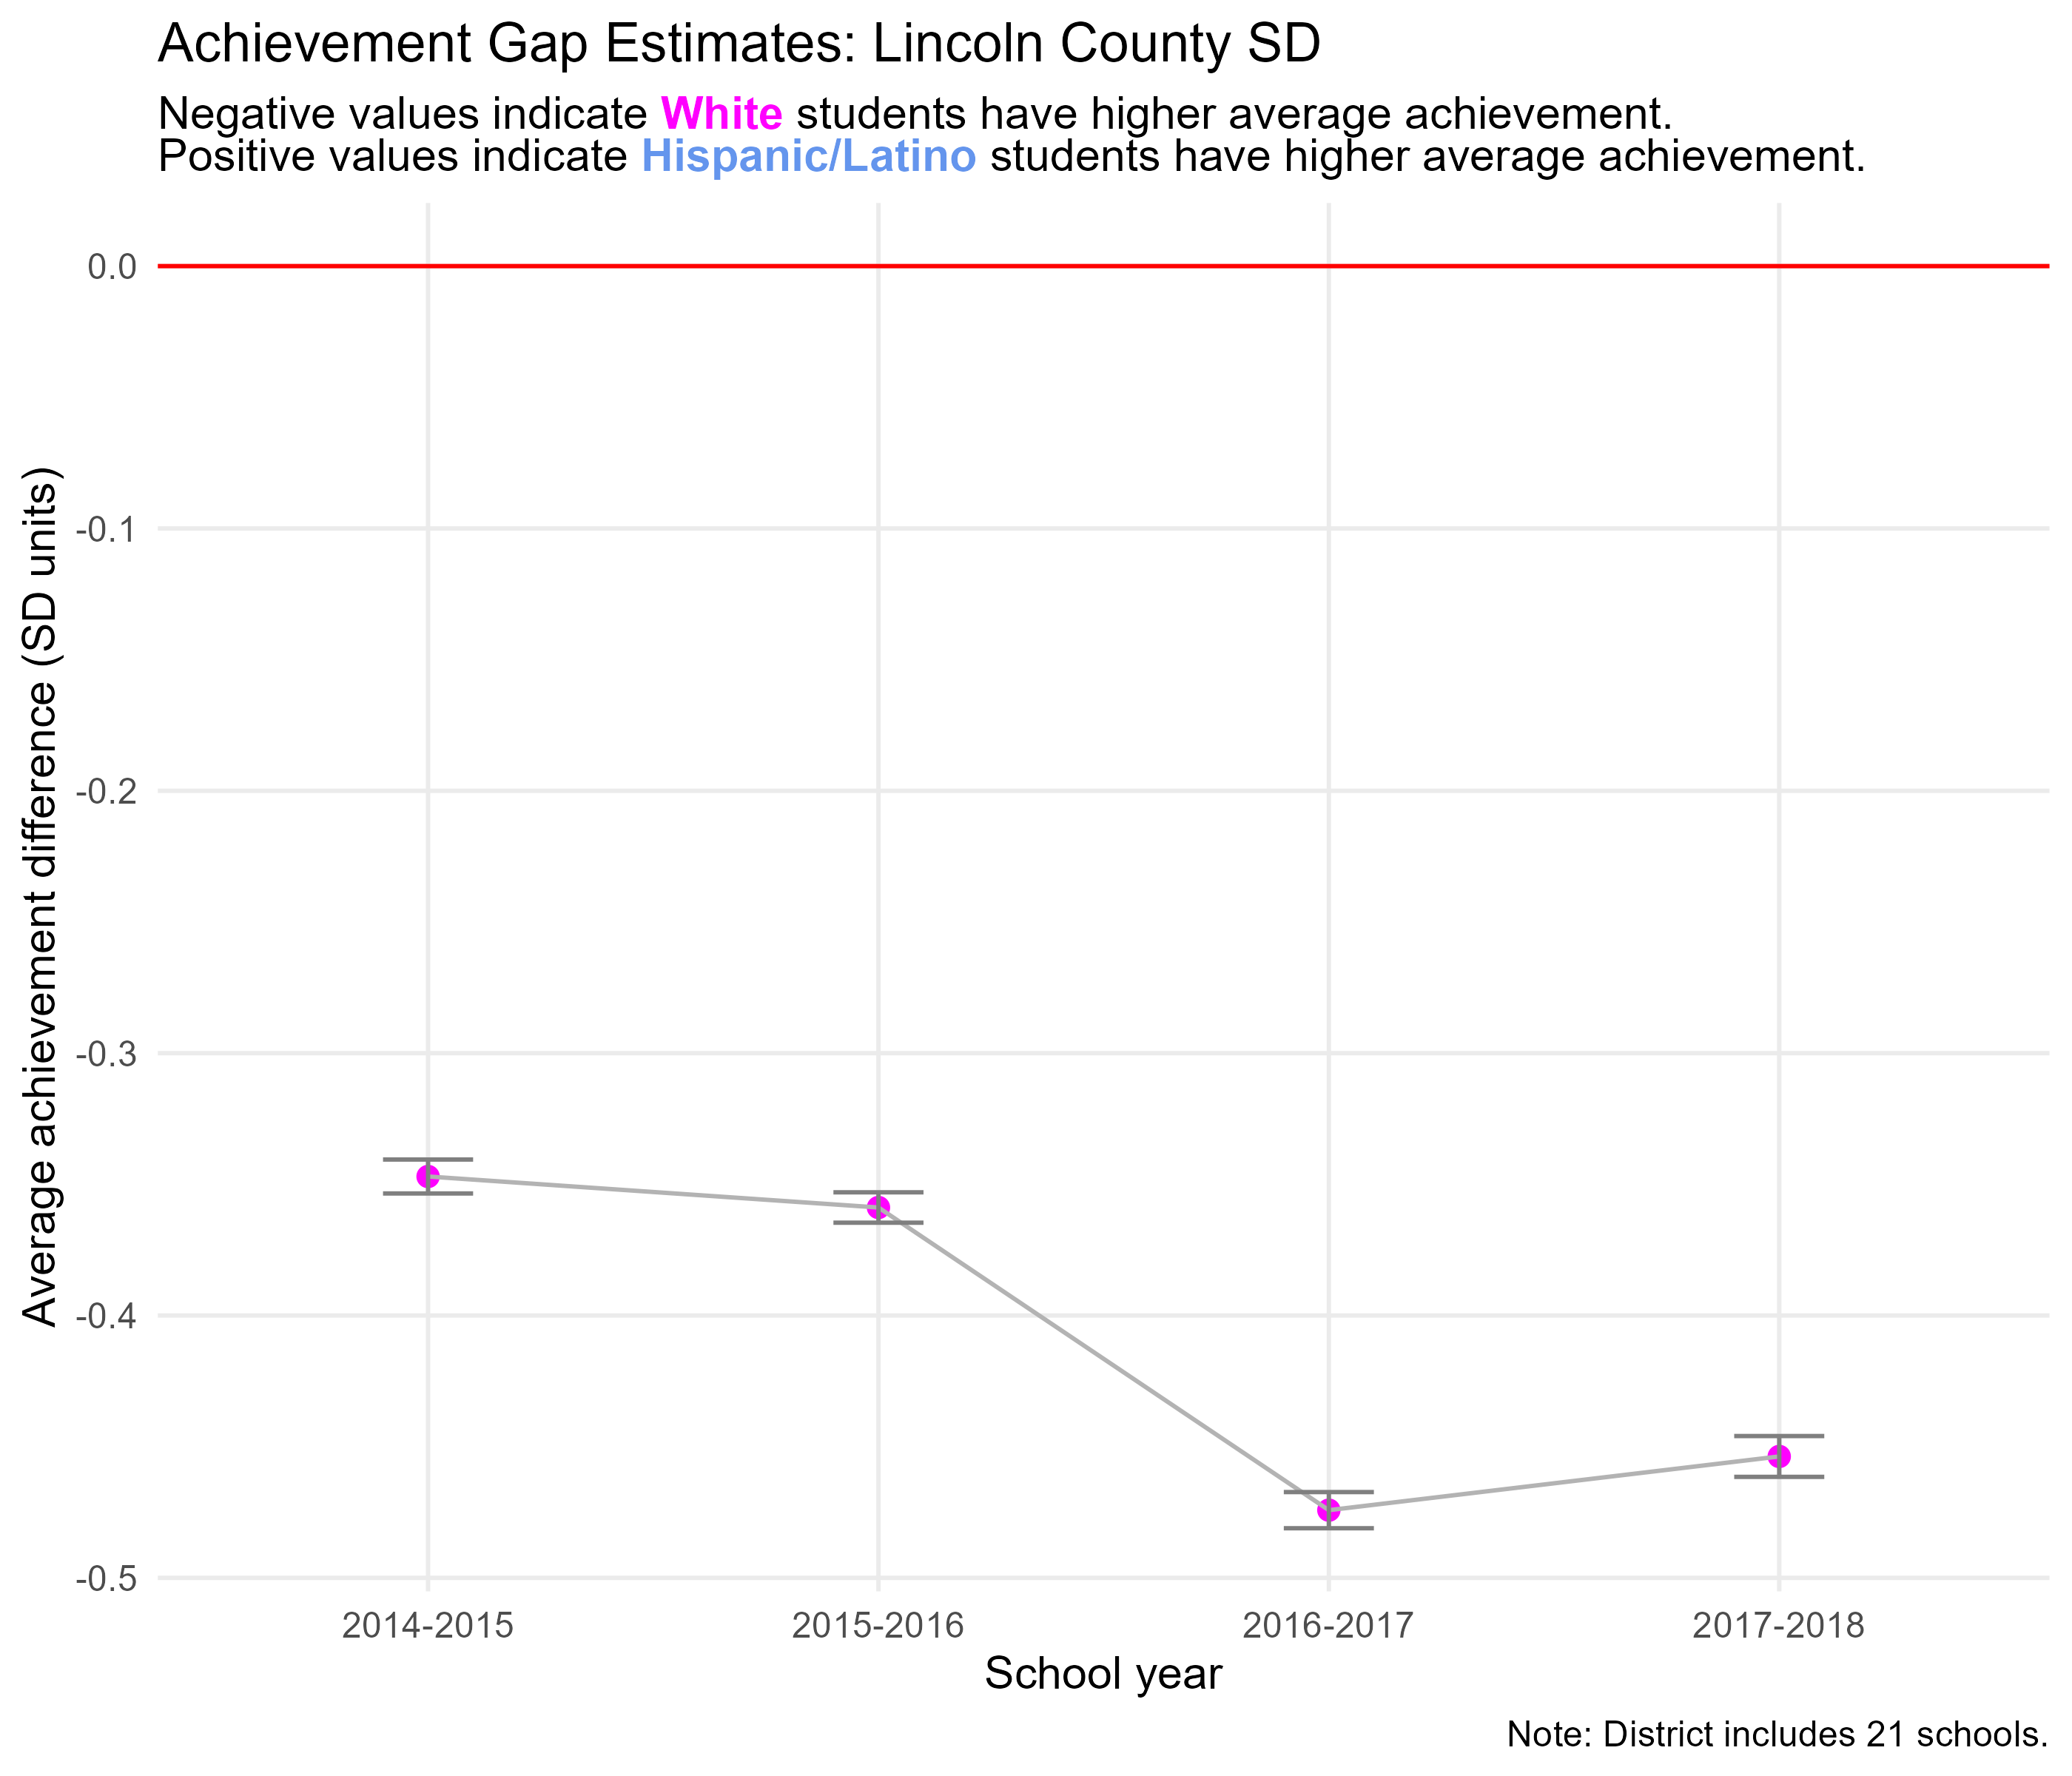 Achievement Gap Estimates: Lincoln County SD
Negative values indicate White students have higher average achievement.
Positive values indicate Hispanic/Latino students have higher average achievement.
Average achievement difference (SD units)
0.0
-0.1
-0.2
-0.3
-0.4
-0.5
2014-2015
2015-2016
2016-2017
2017-2018
School year
Note: District includes 21 schools.